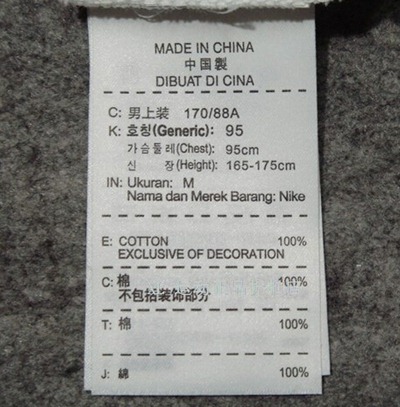 MADE IN CHINA
中国製
DIBUAT DI CINA
C: 男上装 170/88A
K: 호칭(Generic): 95
가슴둘레(Chest): 95cm
신 장(Height): 165-175cm
IN: Ukuran: M
Nama dan Merek Barang: Nike
E: COTTON 100%
EXCLUSIVE OF DECORATION
C: 棉 100%
不包括装饰部分
T: 棉 100%
J: 綿 100%